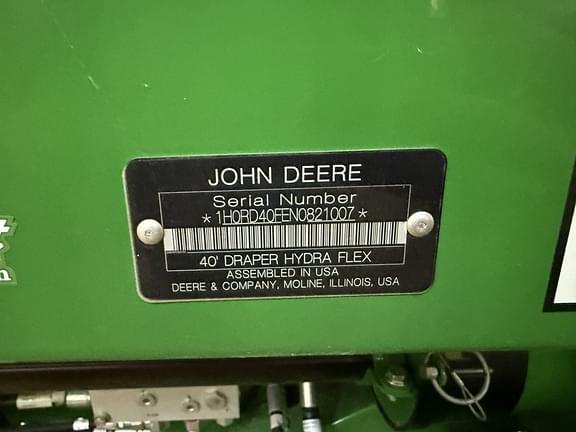 JOHN DEERE
Serial Number
*1H0RD40FEN0821007*
40' DRAPER HYDRA FLEX
ASSEMBLED IN USA
DEERE & COMPANY, MOLINE, ILLINOIS, USA